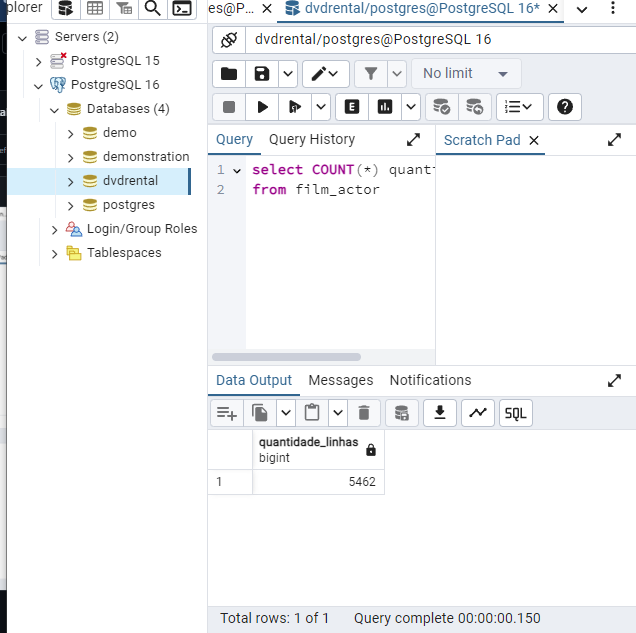 plorer
es@P...
dvdrental/postgres@PostgreSQL 16*
Servers (2)
PostgreSQL 15
PostgreSQL 16
Databases (4)
demo
demonstration
dvdrental
postgres
Login/Group Roles
Tablespaces
dvdrental/postgres@PostgreSQL 16
No limit
E
Query
Query History
Scratch Pad
1 select COUNT(*) quanti
2 from film_actor
Data Output
Messages
Notifications
SQL
quantidade_linhas
bigint
1 5462
Total rows: 1 of 1
Query complete 00:00:00.150